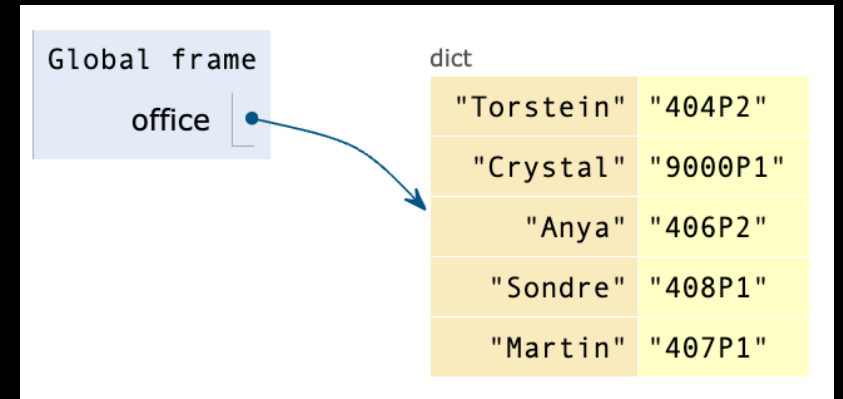 Global frame
office
dict
"Torstein" "404P2"
"Crystal" "9000P1"
"Anya" "406P2"
"Sondre" "408P1"
"Martin" "407P1"